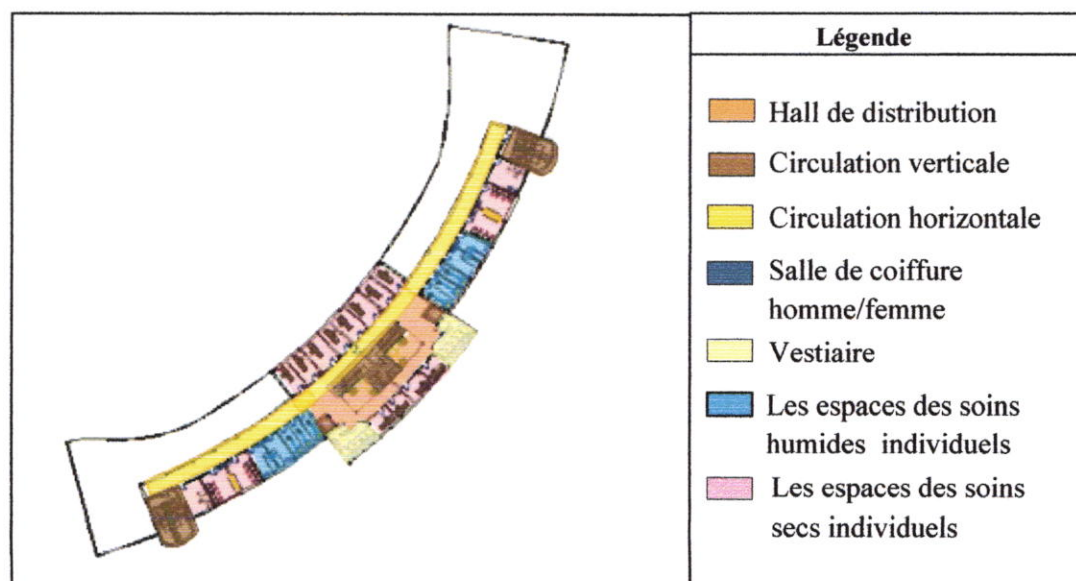 Légende
Hall de distribution
Circulation verticale
Circulation horizontale
Salle de coiffure
homme/femme
Vestiaire
Les espaces des soins
humides individuels
Les espaces des soins
secs individuels